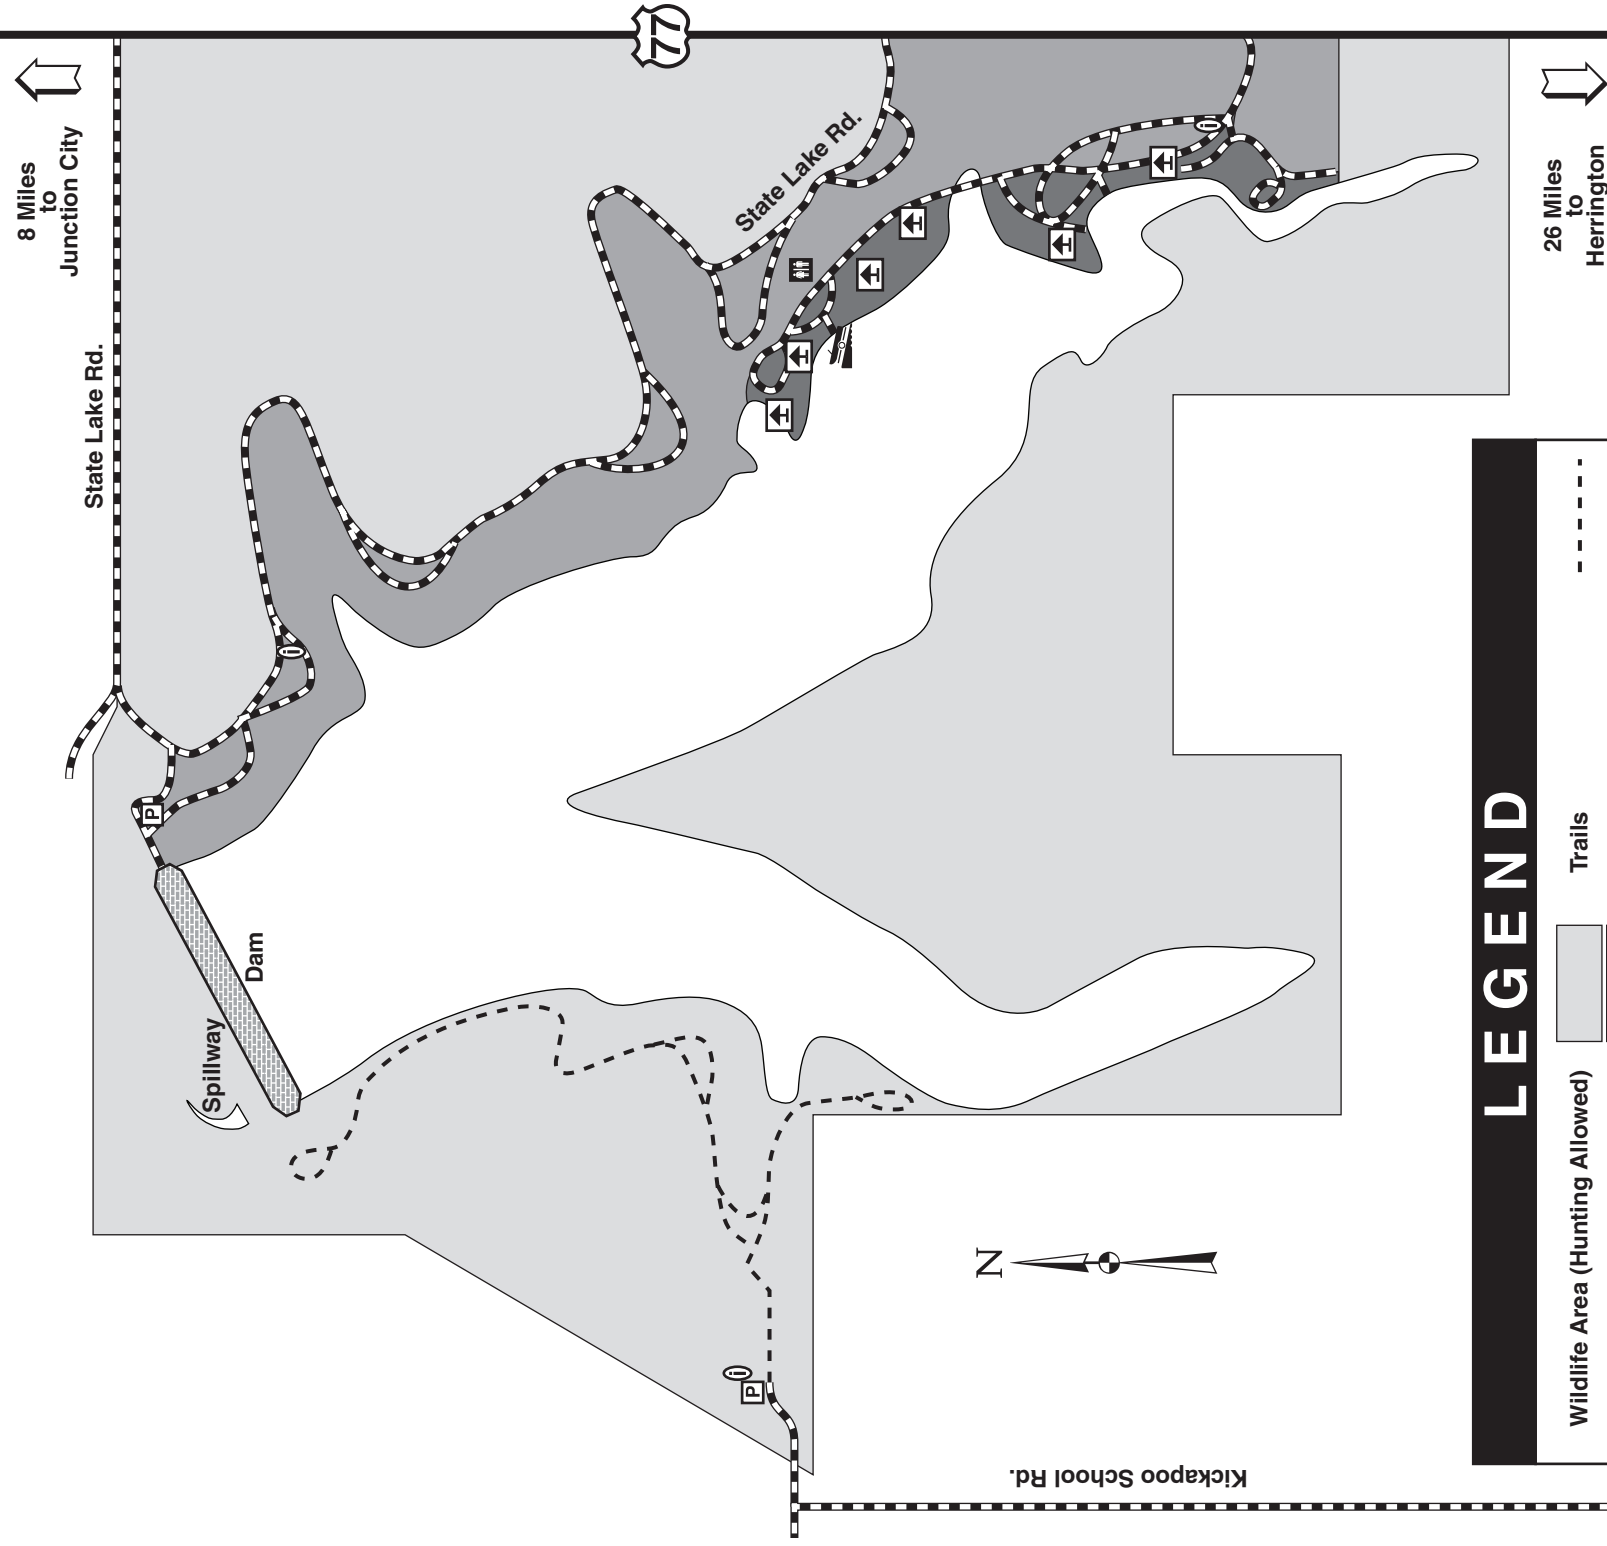 77
8 Miles
to
Junction City
26 Miles
to
Herrington
State Lake Rd.
State Lake Rd.
i
i
P
Dam
Spillway
N
i
P
Kickapoo School Rd.
LEGEND
Wildlife Area (Hunting Allowed)
Trails